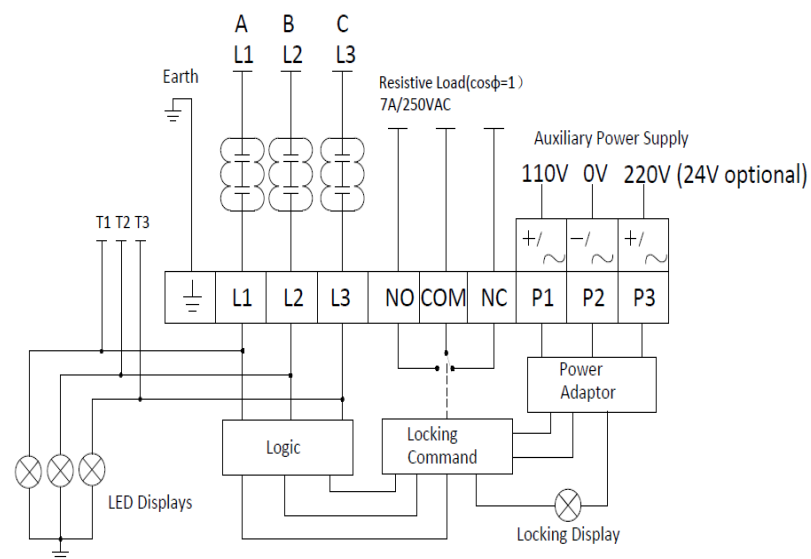 A B C
L1 L2 L3
Earth
Resistive Load(cosϕ=1)
7A/250VAC
Auxiliary Power Supply
110V 0V 220V (24V optional)
T1 T2 T3
+/~ −/~ +/~
L1 L2 L3 NO COM NC P1 P2 P3
Power
Adaptor
Logic
Locking
Command
LED Displays
Locking Display